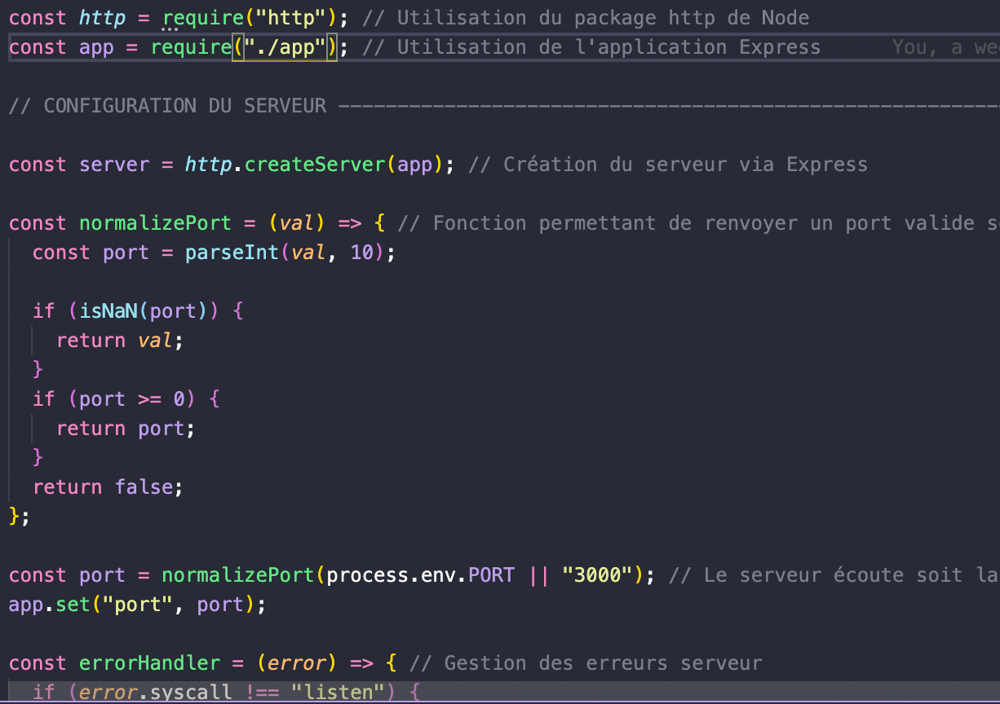 const http = require("http"); // Utilisation du package http de Node
const app = require("./app"); // Utilisation de l'application Express You, a
// CONFIGURATION DU SERVEUR --------------------------------------------------------
const server = http.createServer(app); // Création du serveur via Express
const normalizePort = (val) => { // Fonction permettant de renvoyer un port valide
const port = parseInt(val, 10);
if (isNaN(port)) {
return val;
}
if (port >= 0) {
return port;
}
return false;
};
const port = normalizePort(process.env.PORT || "3000"); // Le serveur écoute soit la
app.set("port", port);
const errorHandler = (error) => { // Gestion des erreurs serveur
if (error.syscall !== "listen") {